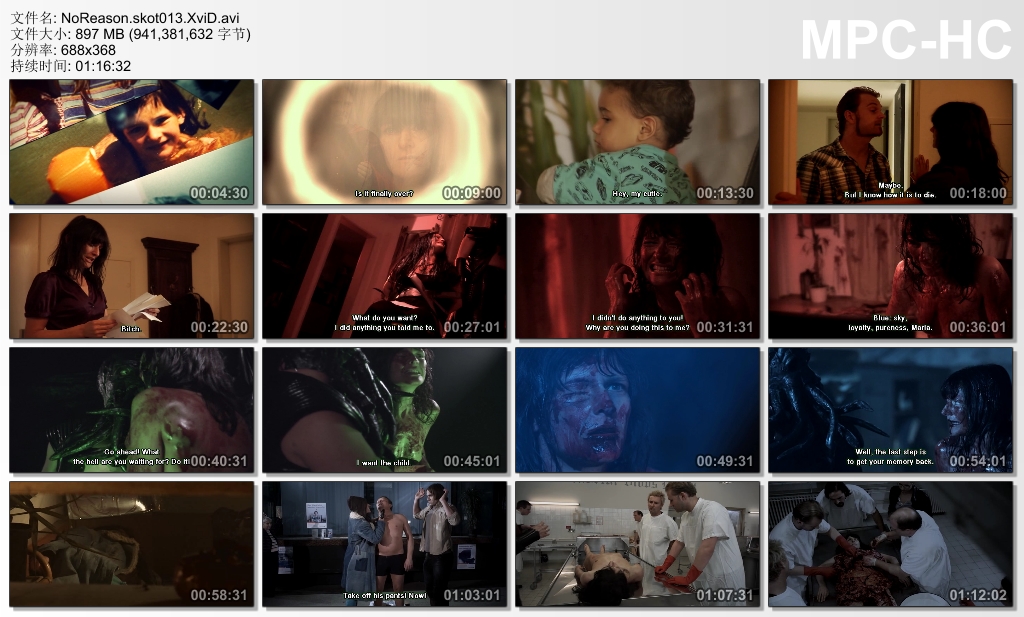 文件名: NoReason.skot013.XviD.avi
文件大小: 897 MB (941,381,632 字节)
分辨率: 688x368
持续时间: 01:16:32
MPC-HC
00:04:30
Is it finally over?
00:09:00
Hey, my cutie.
00:13:30
Maybe.
But I know how it is to die.
00:18:00
Bitch.
00:22:30
What do you want?
I did anything you told me to.
00:27:01
I didn't do anything to you!
Why are you doing this to me?
00:31:31
Blue: sky,
loyalty, pureness, Maria.
00:36:01
Go ahead! What
the hell are you waiting for? Do it!
00:40:31
I want the child.
00:45:01
00:49:31
Well, the last step is
to get your memory back.
00:54:01
00:58:31
Take off his pants! Now!
01:03:01
01:07:31
01:12:02